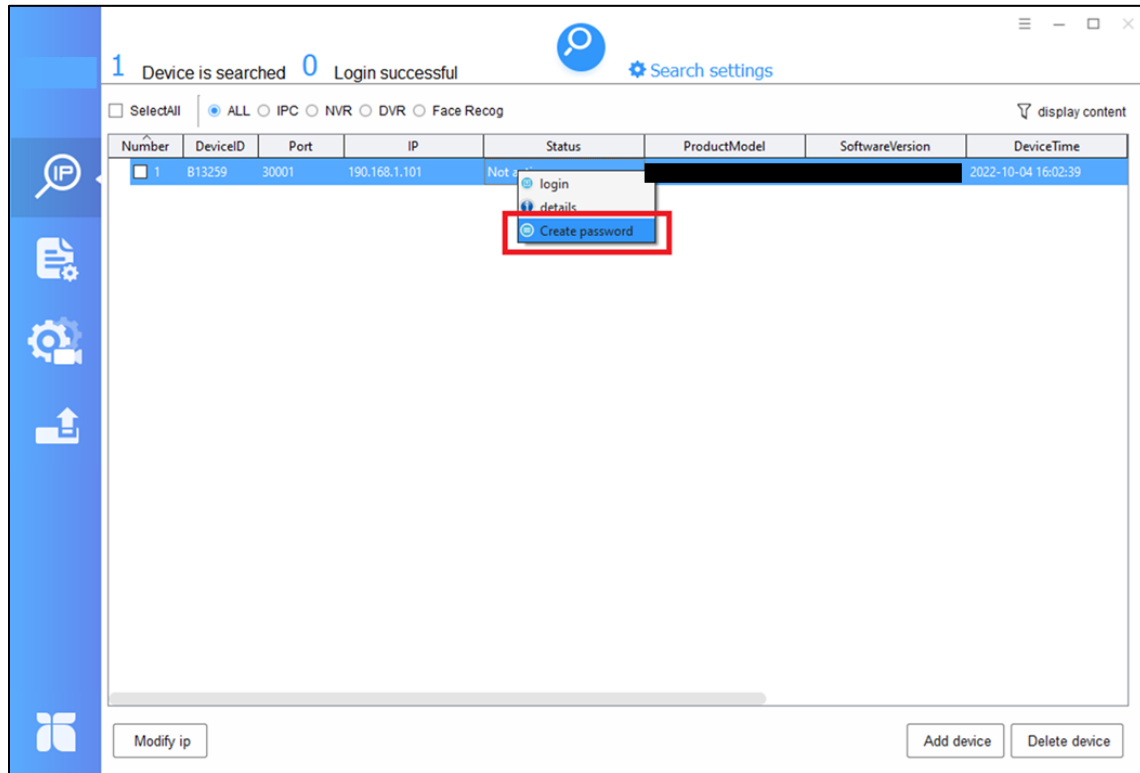 1 Device is searched 0 Login successful Search settings
SelectAll ALL IPC NVR DVR Face Recog display content
Number DeviceID Port IP Status ProductModel SoftwareVersion DeviceTime
IP
1 B13259 30001 190.168.1.101 Not 2022-10-04 16:02:39
login
details
Create password
Modify ip Add device Delete device